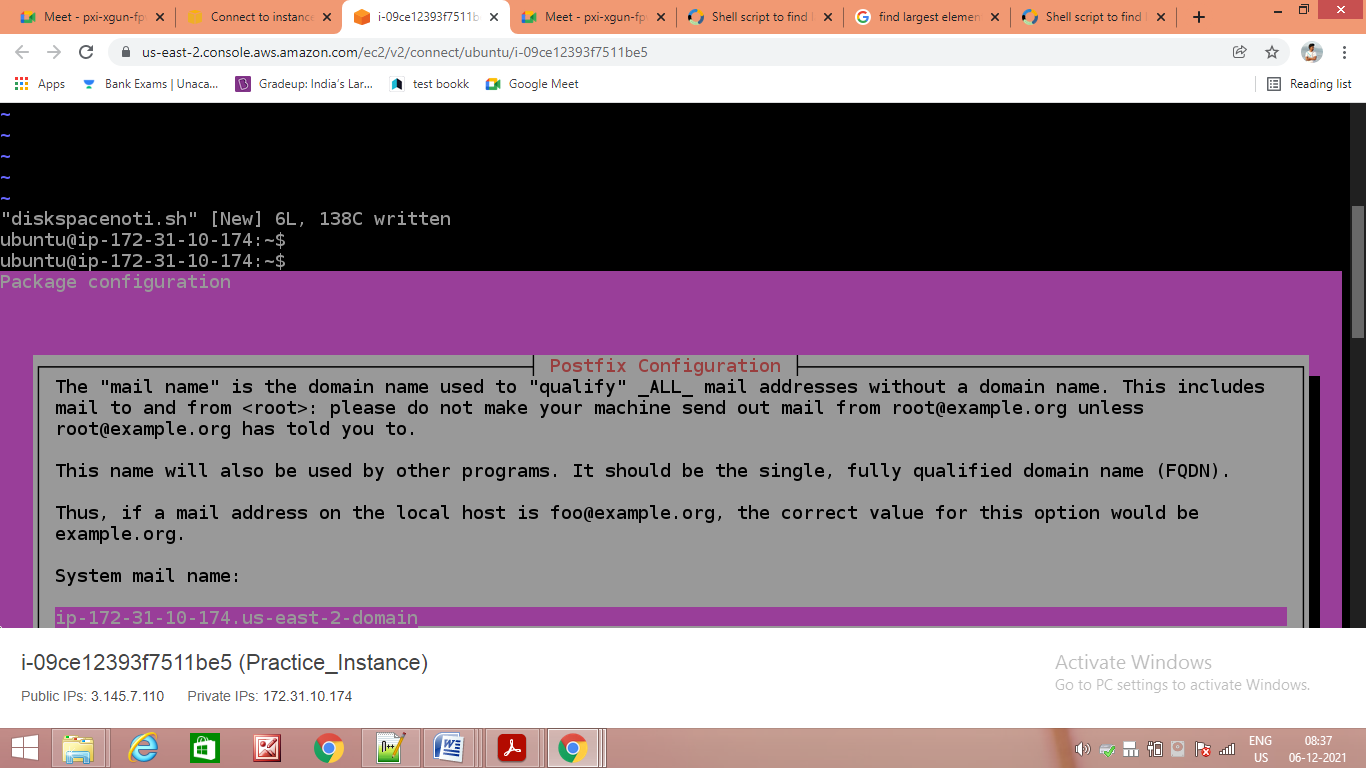 Meet - pxi-xgun-fp
Connect to instance
i-09ce12393f7511b
Meet - pxi-xgun-fp
Shell script to find
find largest elemen
Shell script to find
us-east-2.console.aws.amazon.com/ec2/v2/connect/ubuntu/i-09ce12393f7511be5
Apps
Bank Exams | Unaca...
Gradeup: India's Lar...
test bookk
Google Meet
Reading list
~
~
~
~
~
"diskspacenoti.sh" [New] 6L, 138C written
ubuntu@ip-172-31-10-174:~$
ubuntu@ip-172-31-10-174:~$
Package configuration
Postfix Configuration
The "mail name" is the domain name used to "qualify" _ALL_ mail addresses without a domain name. This includes
mail to and from <root>: please do not make your machine send out mail from root@example.org unless
root@example.org has told you to.
This name will also be used by other programs. It should be the single, fully qualified domain name (FQDN).
Thus, if a mail address on the local host is foo@example.org, the correct value for this option would be
example.org.
System mail name:
ip-172-31-10-174.us-east-2-domain
i-09ce12393f7511be5 (Practice_Instance)
Public IPs: 3.145.7.110 Private IPs: 172.31.10.174
Activate Windows
Go to PC settings to activate Windows.
ENG
US
08:37
06-12-2021